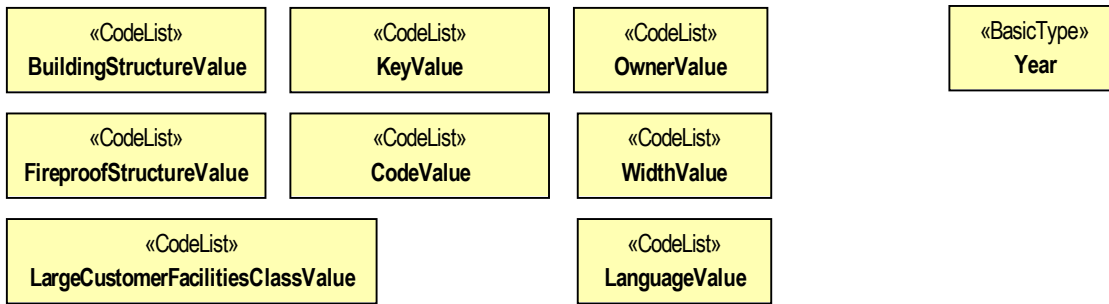 «CodeList»
BuildingStructureValue
«CodeList»
KeyValue
«CodeList»
OwnerValue
«BasicType»
Year
«CodeList»
FireproofStructureValue
«CodeList»
CodeValue
«CodeList»
WidthValue
«CodeList»
LargeCustomerFacilitiesClassValue
«CodeList»
LanguageValue